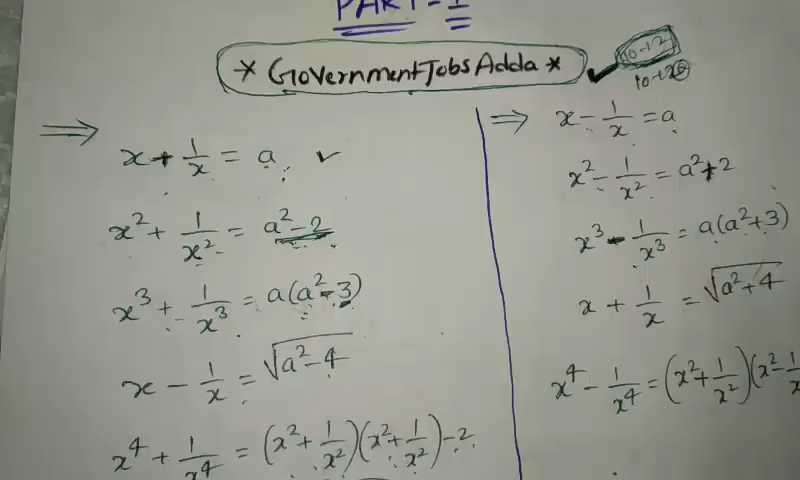 PART-I
* GovernmentJobsAdda *
10-12
⇒
x + 1/x = a ✓
x² + 1/x² = a²-2
x³ + 1/x³ = a(a²-3)
x - 1/x = √(a²-4)
x⁴ + 1/x⁴ = (x² + 1/x²)(x² + 1/x²) - 2
⇒ x - 1/x = a
x² - 1/x² = a²+2
x³ - 1/x³ = a(a²+3)
x + 1/x = √(a²+4)
x⁴ - 1/x⁴ = (x² + 1/x²)(x² - 1/x